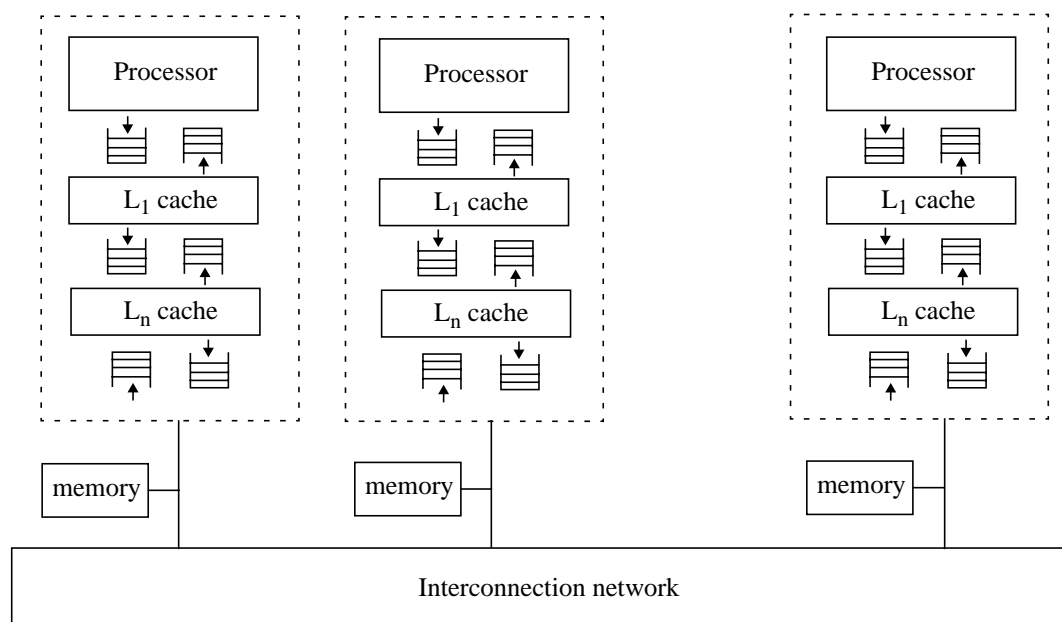 Processor
Processor
Processor
L1 cache
L1 cache
L1 cache
Ln cache
Ln cache
Ln cache
memory
memory
memory
Interconnection network